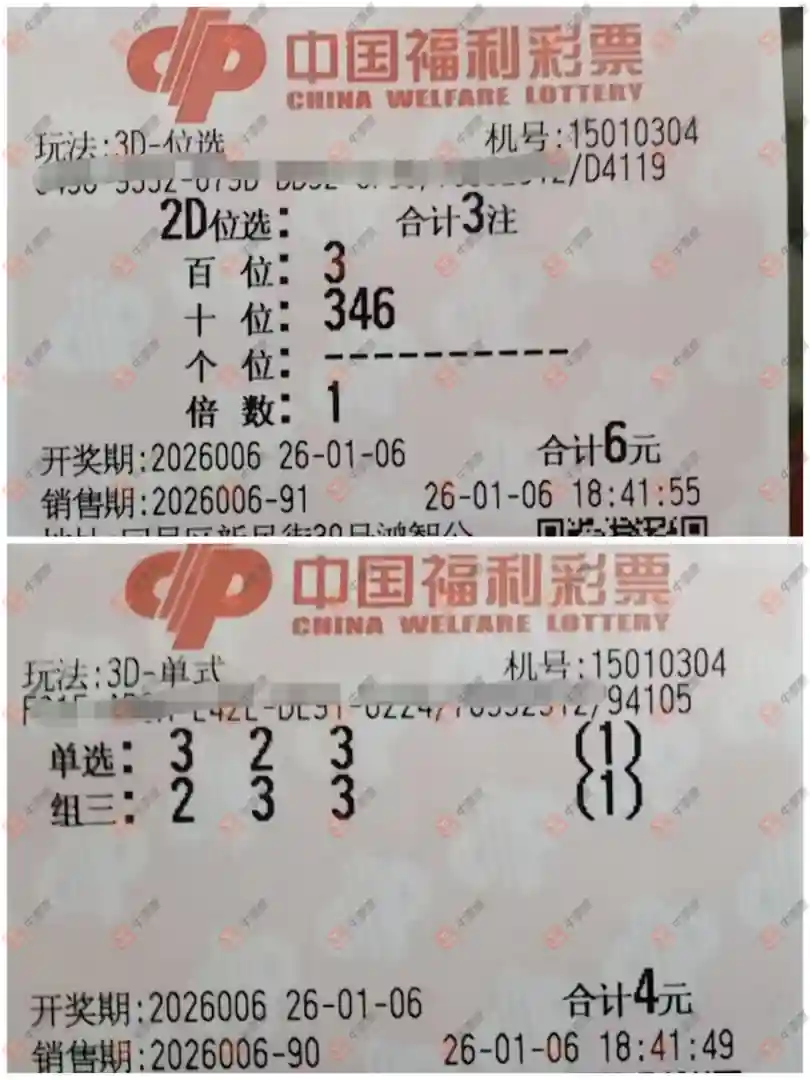 中国福利彩票
CHINA WELFARE LOTTERY
玩法:3D-位选 机号:15010304
/D4119
2D位选: 合计3注
百 位: 3
十 位: 346
个 位: -----------
倍 数: 1
开奖期:2026006 26-01-06 合计6元
销售期:2026006-91 26-01-06 18:41:55
中国福利彩票
CHINA WELFARE LOTTERY
玩法:3D-单式 机号:15010304
/94105
单选: 3 2 3 (1)
组三: 2 3 3 (1)
开奖期:2026006 26-01-06 合计4元
销售期:2026006-90 26-01-06 18:41:49